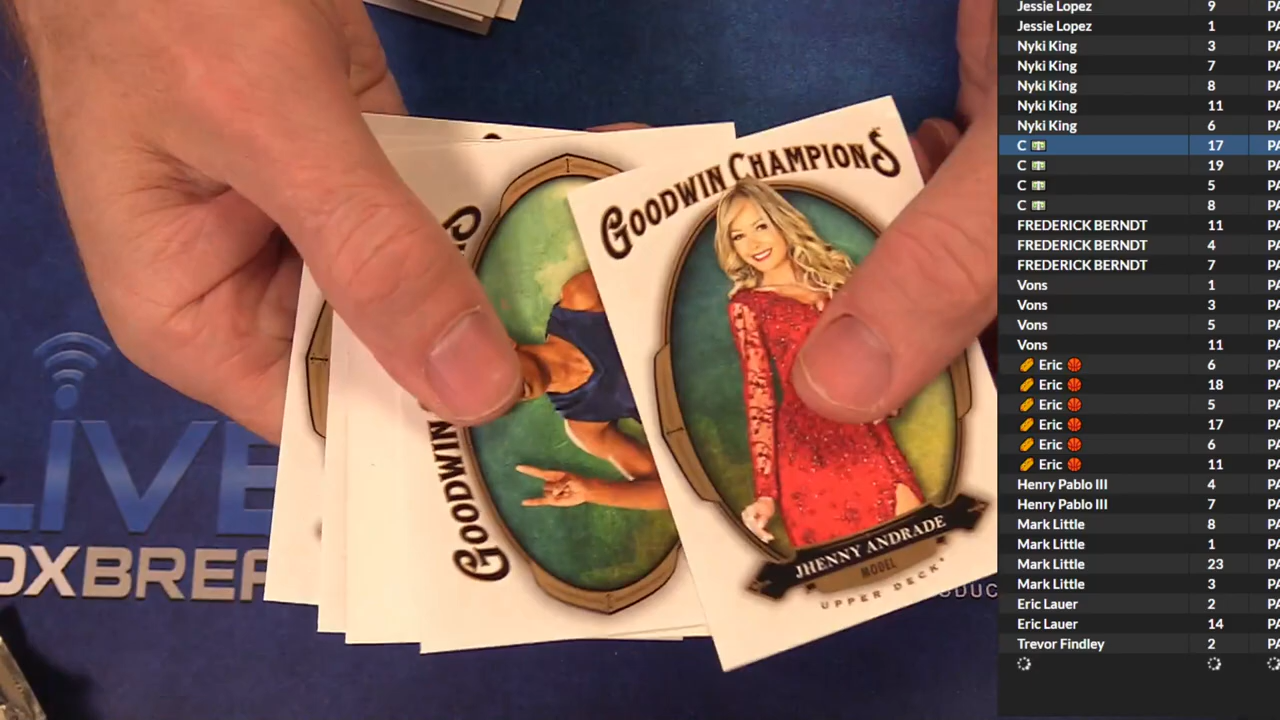 GOODWIN CHAMPIONS
JHENNY ANDRADE
MODEL
UPPER DECK
GOODWIN
LIVE
OXBREA
Jessie Lopez 9 PA
Jessie Lopez 1 PA
Nyki King 3 PA
Nyki King 7 PA
Nyki King 8 PA
Nyki King 11 PA
Nyki King 6 PA
C 💵 17 PA
C 💵 19 PA
C 💵 5 PA
C 💵 8 PA
FREDERICK BERNDT 11 PA
FREDERICK BERNDT 4 PA
FREDERICK BERNDT 7 PA
Vons 1 PA
Vons 3 PA
Vons 5 PA
Vons 11 PA
🥜 Eric 🏀 6 PA
🥜 Eric 🏀 18 PA
🥜 Eric 🏀 5 PA
🥜 Eric 🏀 17 PA
🥜 Eric 🏀 6 PA
🥜 Eric 🏀 11 PA
Henry Pablo III 4 PA
Henry Pablo III 7 PA
Mark Little 8 PA
Mark Little 1 PA
Mark Little 23 PA
Mark Little 3 PA
Eric Lauer 2 PA
Eric Lauer 14 PA
Trevor Findley 2 PA